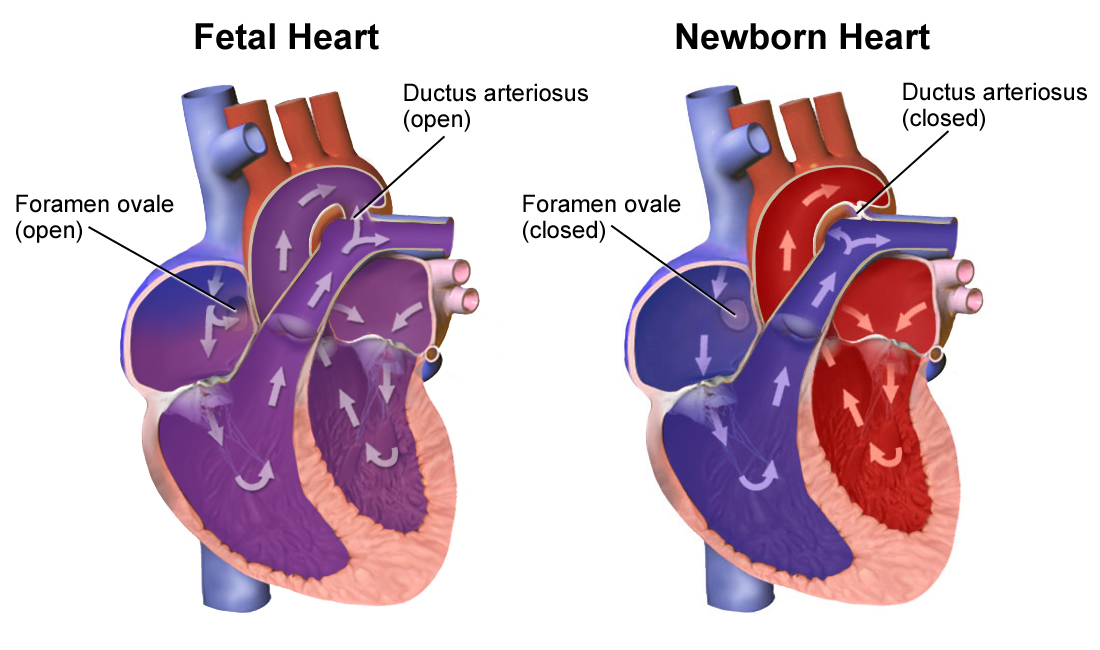 Fetal Heart
Ductus arteriosus
(open)
Foramen ovale
(open)
Newborn Heart
Ductus arteriosus
(closed)
Foramen ovale
(closed)